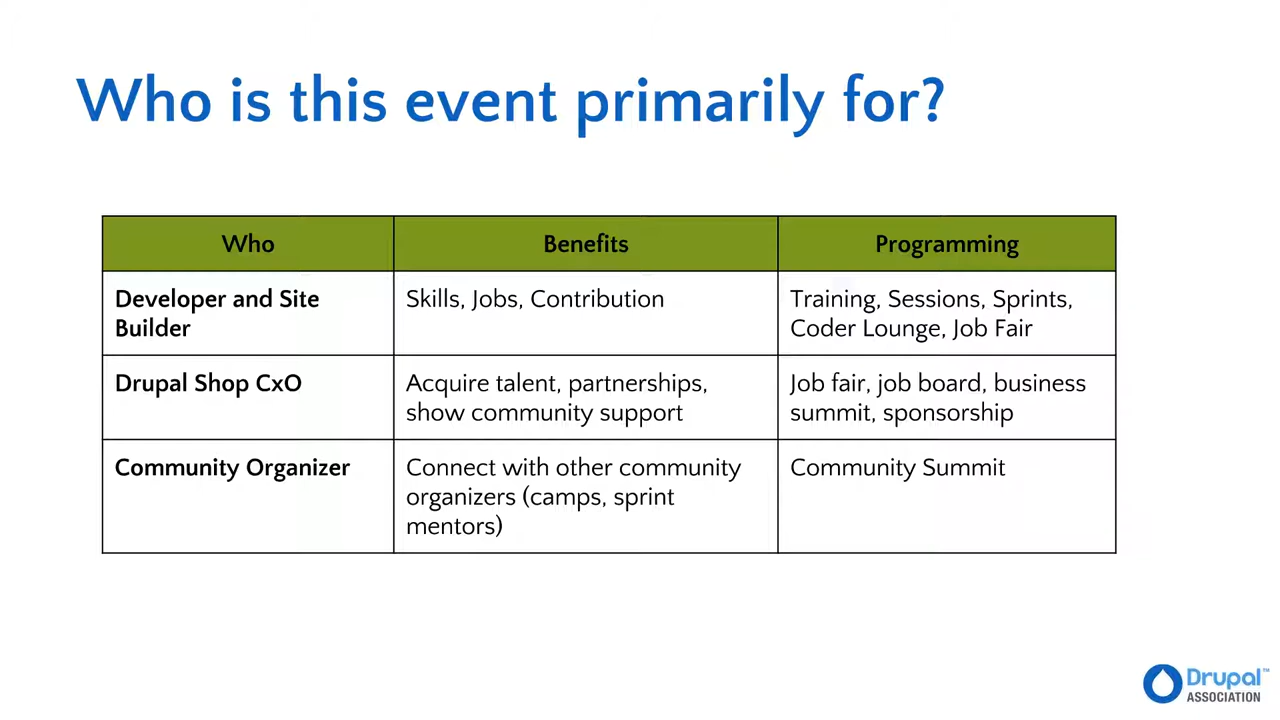 Who is this event primarily for?
Who
Benefits
Programming
Developer and Site
Builder
Skills, Jobs, Contribution
Training, Sessions, Sprints,
Coder Lounge, Job Fair
Drupal Shop CxO
Acquire talent, partnerships,
show community support
Job fair, job board, business
summit, sponsorship
Community Organizer
Connect with other community
organizers (camps, sprint
mentors)
Community Summit
Drupal™
ASSOCIATION